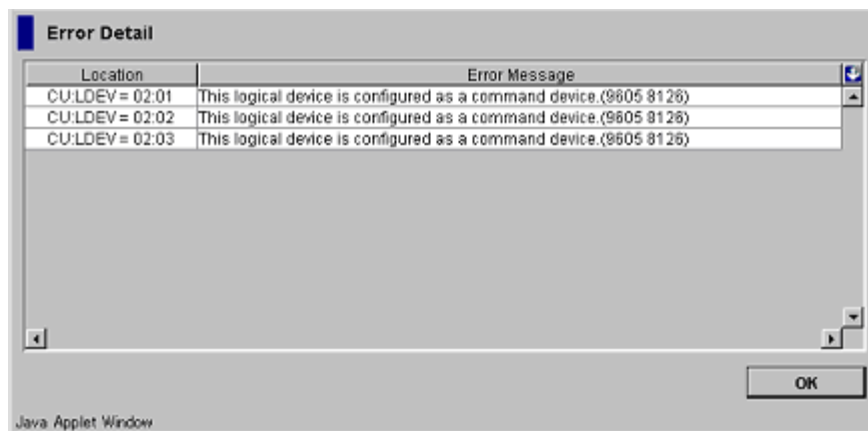 Error Detail
Location Error Message
CU:LDEV = 02:01 This logical device is configured as a command device.(9605 8126)
CU:LDEV = 02:02 This logical device is configured as a command device.(9605 8126)
CU:LDEV = 02:03 This logical device is configured as a command device.(9605 8126)
OK
Java Applet Window